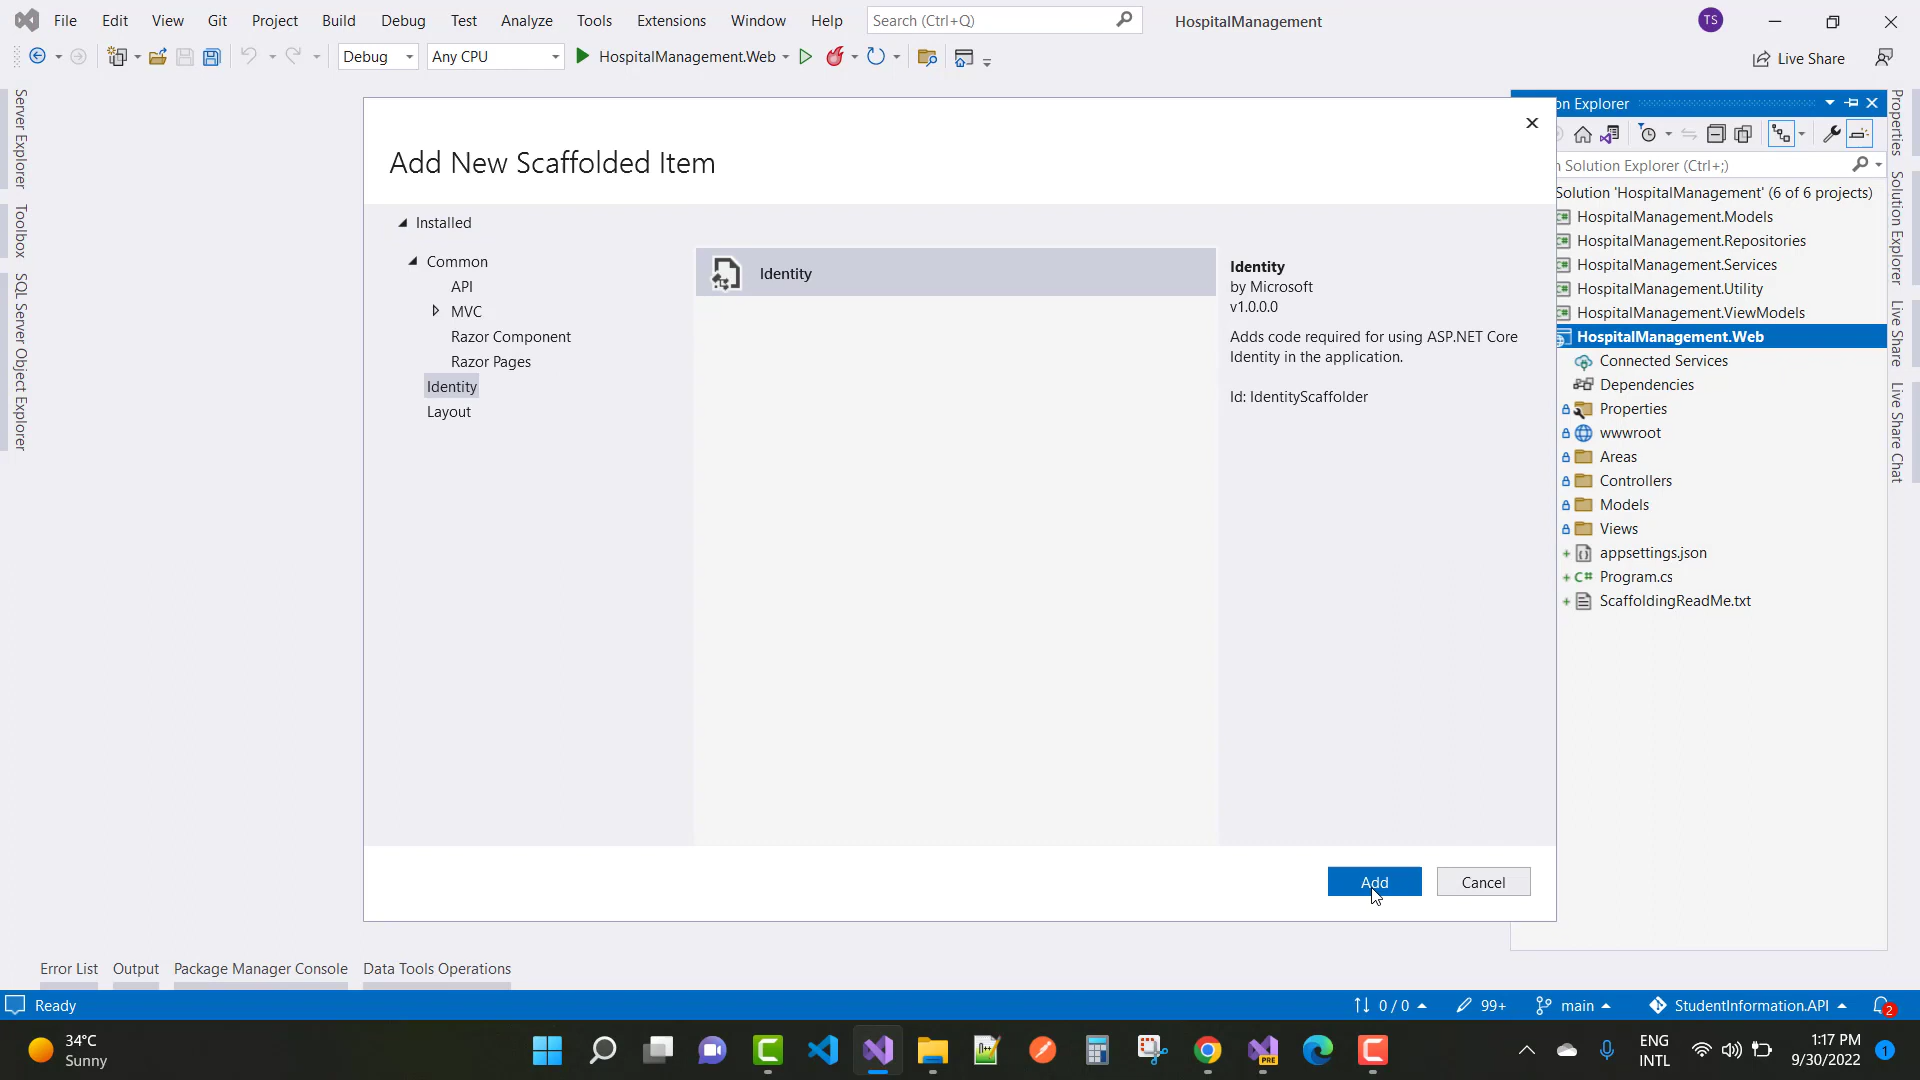 File Edit View Git Project Build Debug Test Analyze Tools Extensions Window Help Search (Ctrl+Q) HospitalManagement TS
Debug Any CPU HospitalManagement.Web Live Share
Server Explorer
Toolbox
SQL Server Object Explorer
Add New Scaffolded Item
Installed
Common
API
MVC
Razor Component
Razor Pages
Identity
Layout
Identity
Identity
by Microsoft
v1.0.0.0
Adds code required for using ASP.NET Core
Identity in the application.
Id: IdentityScaffolder
Add Cancel
on Explorer
n Solution Explorer (Ctrl+;)
Solution 'HospitalManagement' (6 of 6 projects)
HospitalManagement.Models
HospitalManagement.Repositories
HospitalManagement.Services
HospitalManagement.Utility
HospitalManagement.ViewModels
HospitalManagement.Web
Connected Services
Dependencies
Properties
wwwroot
Areas
Controllers
Models
Views
appsettings.json
C# Program.cs
ScaffoldingReadMe.txt
Properties
Solution Explorer
Live Share
Live Share Chat
Error List Output Package Manager Console Data Tools Operations
Ready 0 / 0 99+ main StudentInformation.API 2
34°C
Sunny
PRE
ENG
INTL
1:17 PM
9/30/2022
1